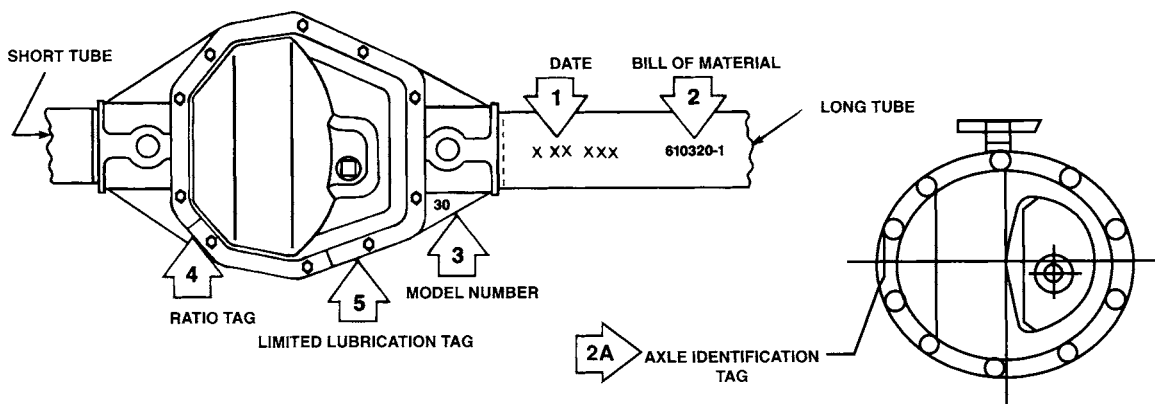 SHORT TUBE
DATE
BILL OF MATERIAL
1
2
LONG TUBE
X XX XXX
610320-1
30
3
MODEL NUMBER
4
RATIO TAG
5
LIMITED LUBRICATION TAG
2A
AXLE IDENTIFICATION
TAG